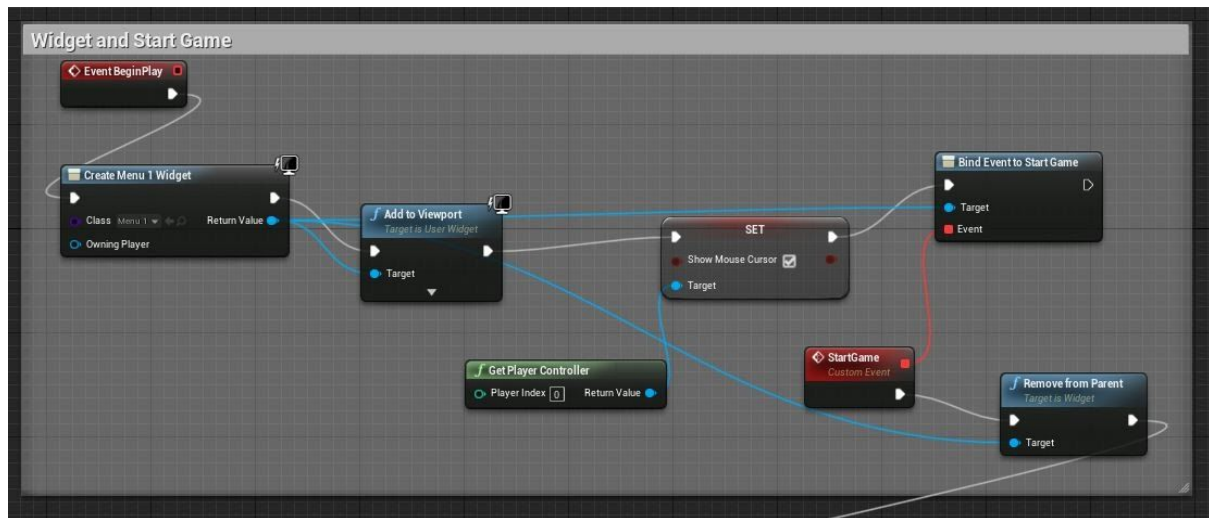 Widget and Start Game
Event BeginPlay
Create Menu 1 Widget
Class Menu 1 Return Value
Owning Player
Add to Viewport
Target is User Widget
Target
SET
Show Mouse Cursor
Target
Bind Event to Start Game
Target
Event
Get Player Controller
Player Index 0 Return Value
StartGame
Custom Event
Remove from Parent
Target is Widget
Target